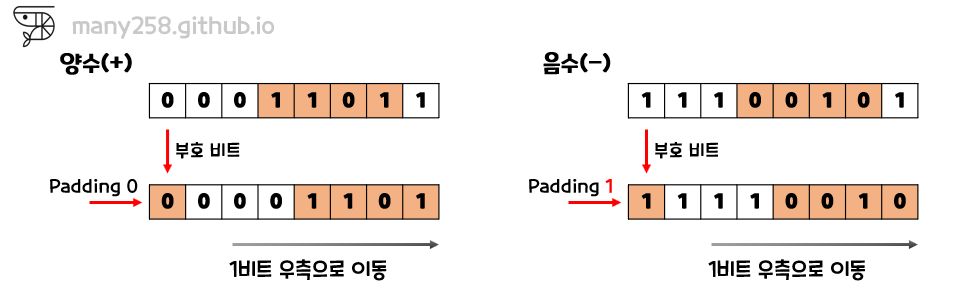 many258.github.io
양수(+)
0 0 0 1 1 0 1 1
부호 비트
Padding 0
0 0 0 0 1 1 0 1
1비트 우측으로 이동
음수(-)
1 1 1 0 0 1 0 1
부호 비트
Padding 1
1 1 1 1 0 0 1 0
1비트 우측으로 이동